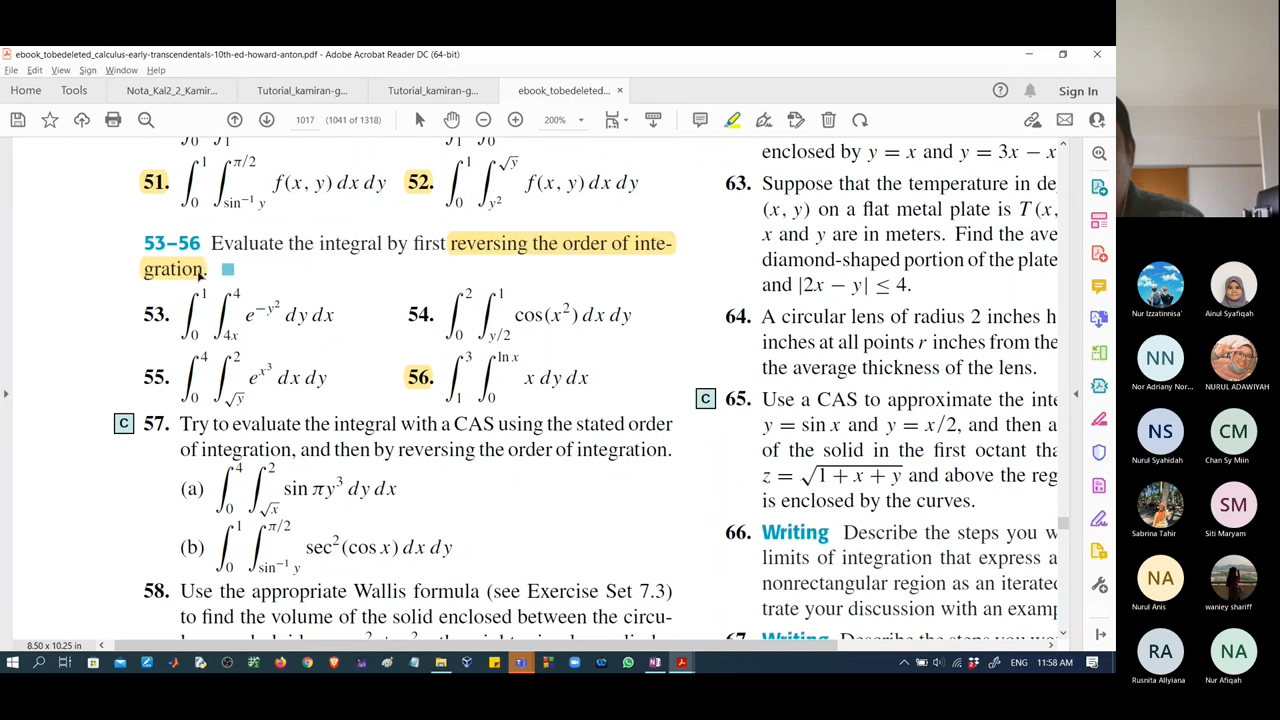 ebook_tobedeleted_calculus-early-transcendentals-10th-ed-howard-anton.pdf - Adobe Acrobat Reader DC (64-bit)
File Edit View Sign Window Help
Home Tools Nota_Kal2_2_Kamir... Tutorial_kamiran-g... Tutorial_kamiran-g... ebook_tobedeleted... × Sign In
1017 (1041 of 1318) 200%
51. ∫₀¹ ∫_{sin⁻¹ y}^{π/2} f(x, y) dx dy 52. ∫₀¹ ∫_{y²}^{√y} f(x, y) dx dy
53–56 Evaluate the integral by first reversing the order of inte-
gration.
53. ∫₀¹ ∫_{4x}^{4} e^{−y²} dy dx 54. ∫₀² ∫_{y/2}^{1} cos(x²) dx dy
55. ∫₀⁴ ∫_{√y}^{2} e^{x³} dx dy 56. ∫₁³ ∫₀^{ln x} x dy dx
C 57. Try to evaluate the integral with a CAS using the stated order
of integration, and then by reversing the order of integration.
(a) ∫₀⁴ ∫_{√x}^{2} sin πy³ dy dx
(b) ∫₀¹ ∫_{sin⁻¹ y}^{π/2} sec²(cos x) dx dy
58. Use the appropriate Wallis formula (see Exercise Set 7.3)
to find the volume of the solid enclosed between the circu-
enclosed by y = x and y = 3x − x
63. Suppose that the temperature in de
(x, y) on a flat metal plate is T(x,
x and y are in meters. Find the ave
diamond-shaped portion of the plate
and |2x − y| ≤ 4.
64. A circular lens of radius 2 inches h
inches at all points r inches from the
the average thickness of the lens.
C 65. Use a CAS to approximate the inte
y = sin x and y = x/2, and then a
of the solid in the first octant tha
z = √(1 + x + y) and above the reg
is enclosed by the curves.
66. Writing Describe the steps you w
limits of integration that express a
nonrectangular region as an iterated
trate your discussion with an examp
8.50 x 10.25 in
ENG 11:58 AM
Nur Izzatinnisa' Ainul Syafiqah
NN
Nor Adriany Nor... NURUL ADAWIYAH
NS CM
Nurul Syahidah Chan Sy Miin
SM
Sabrina Tahir Siti Maryam
NA
Nurul Anis waniey shariff
RA NA
Rusnita Allyiana Nur Afiqah